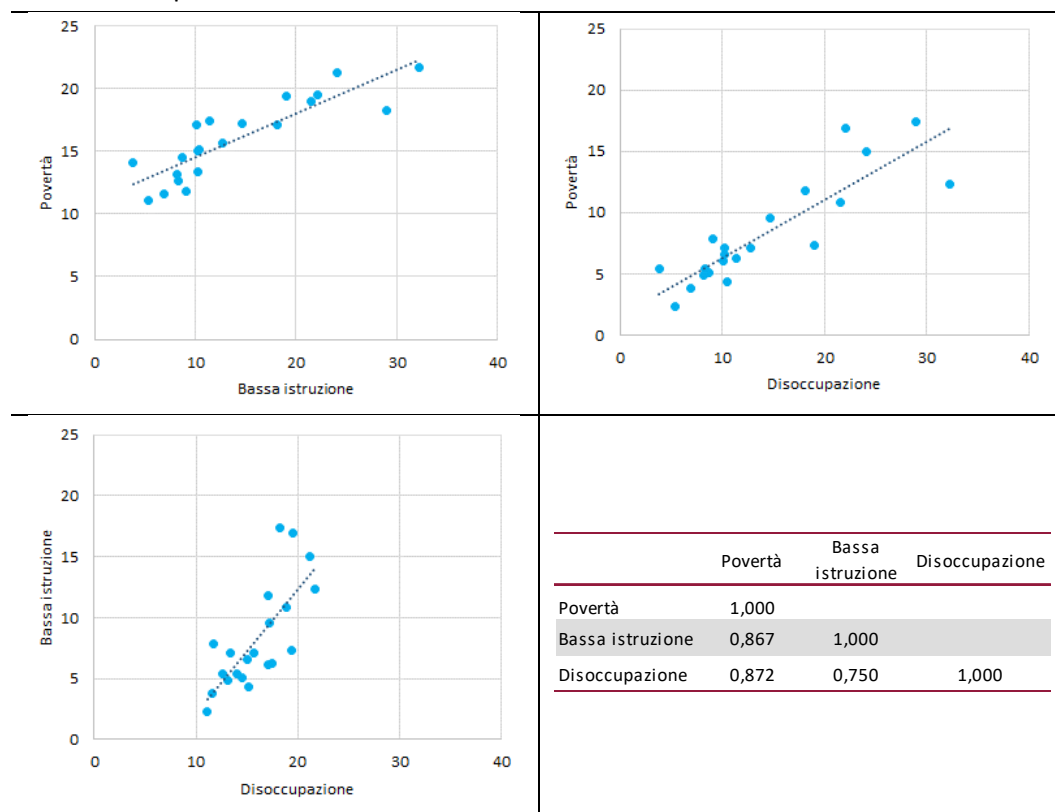 25
20
15
10
5
0
Povertà
0 10 20 30 40
Bassa istruzione
25
20
15
10
5
0
Povertà
0 10 20 30 40
Disoccupazione
25
20
15
10
5
0
Bassa istruzione
0 10 20 30 40
Disoccupazione
Povertà Bassa istruzione Disoccupazione
Povertà 1,000
Bassa istruzione 0,867 1,000
Disoccupazione 0,872 0,750 1,000